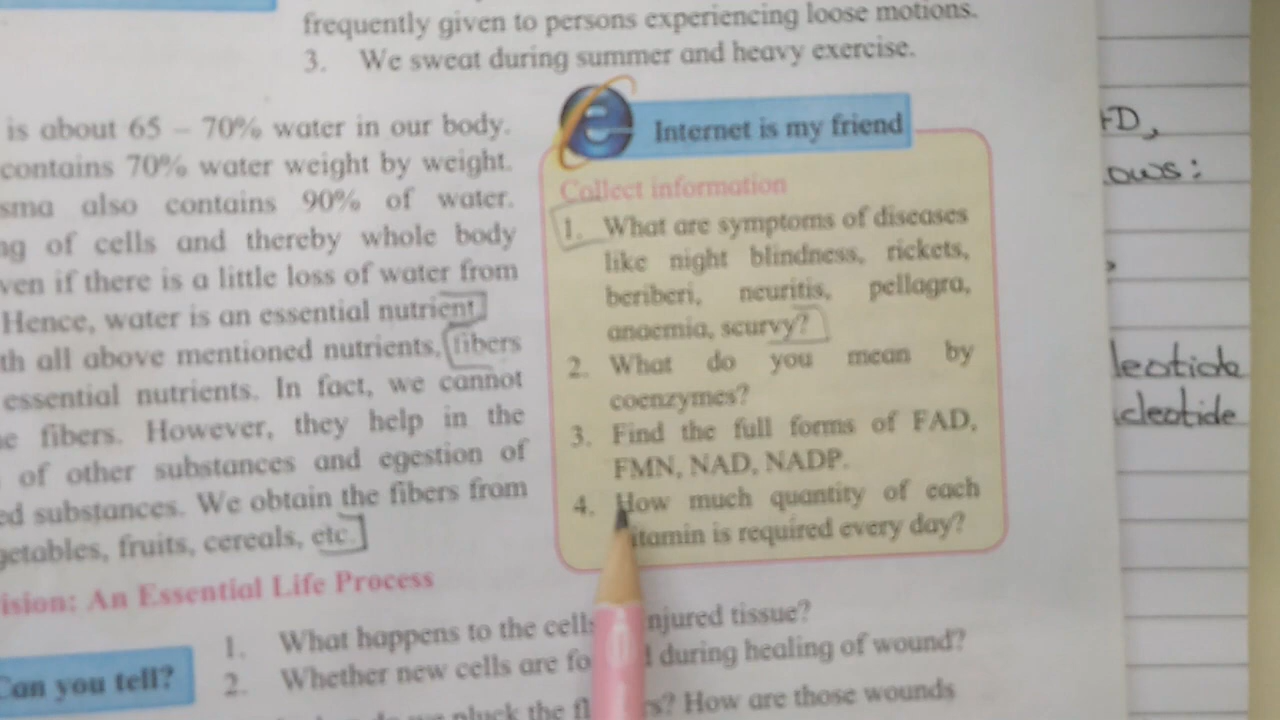 frequently given to persons experiencing loose motions.
3. We sweat during summer and heavy exercise.
is about 65 – 70% water in our body.
contains 70% water weight by weight.
sma also contains 90% of water.
ng of cells and thereby whole body
ven if there is a little loss of water from
Hence, water is an essential nutrient.
th all above mentioned nutrients, fibers
essential nutrients. In fact, we cannot
e fibers. However, they help in the
of other substances and egestion of
ed substances. We obtain the fibers from
getables, fruits, cereals, etc.
Internet is my friend
Collect information
1. What are symptoms of diseases
like night blindness, rickets,
beriberi, neuritis, pellagra,
anaemia, scurvy?
2. What do you mean by
coenzymes?
3. Find the full forms of FAD,
FMN, NAD, NADP.
4. How much quantity of each
itamin is required every day?
ision: An Essential Life Process
Can you tell?
1. What happens to the cells njured tissue?
2. Whether new cells are fo d during healing of wound?
we pluck the fl rs? How are those wounds
+D,
ows:
leotide
cleotide